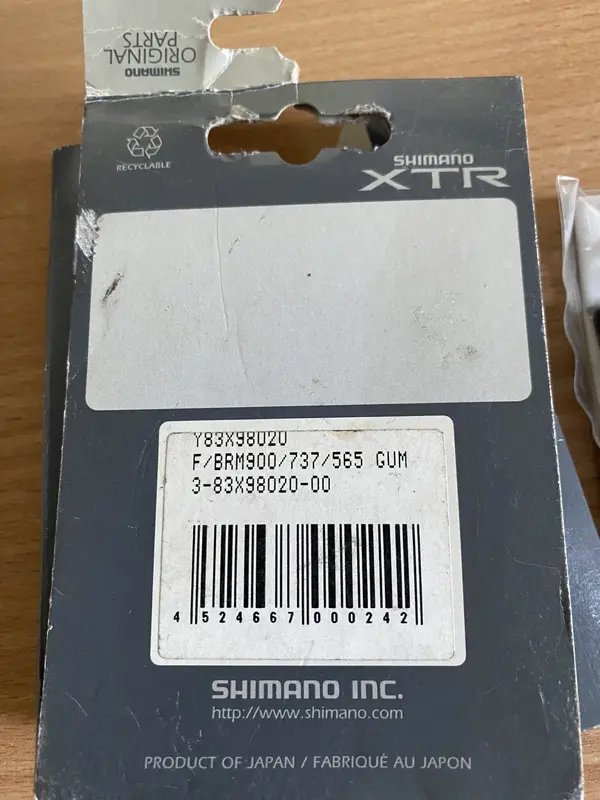 SHIMANO
ORIGINAL
PARTS
RECYCLABLE
SHIMANO
XTR
Y83X98020
F/BRM900/737/565 GUM
3-83X98020-00
4 524667 000242
SHIMANO INC.
http://www.shimano.com
PRODUCT OF JAPAN / FABRIQUÉ AU JAPON